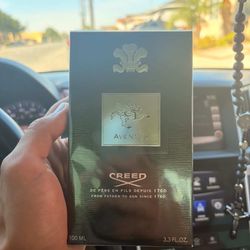 AVENTUS
CREED
DE PÈRE EN FILS DEPUIS 1760
FROM FATHER TO SON SINCE 1760
100 ML 3.3 FL.OZ